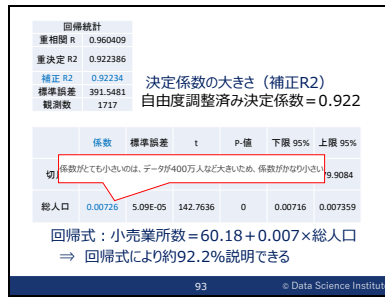 回帰統計
重相関 R 0.960409
重決定 R2 0.922386
補正 R2 0.92234
標準誤差 391.5481
観測数 1717
決定係数の大きさ（補正R2）
自由度調整済み決定係数＝0.922
係数 標準誤差 t P-値 下限 95% 上限 95%
係数がとても小さいのは、データが400万人など大きいため、係数がかなり小さい
切 9.9084
総人口 0.00726 5.09E-05 142.7636 0 0.00716 0.007359
回帰式：小売業所数＝60.18＋0.007×総人口
⇒ 回帰式により約92.2%説明できる
93
© Data Science Institute